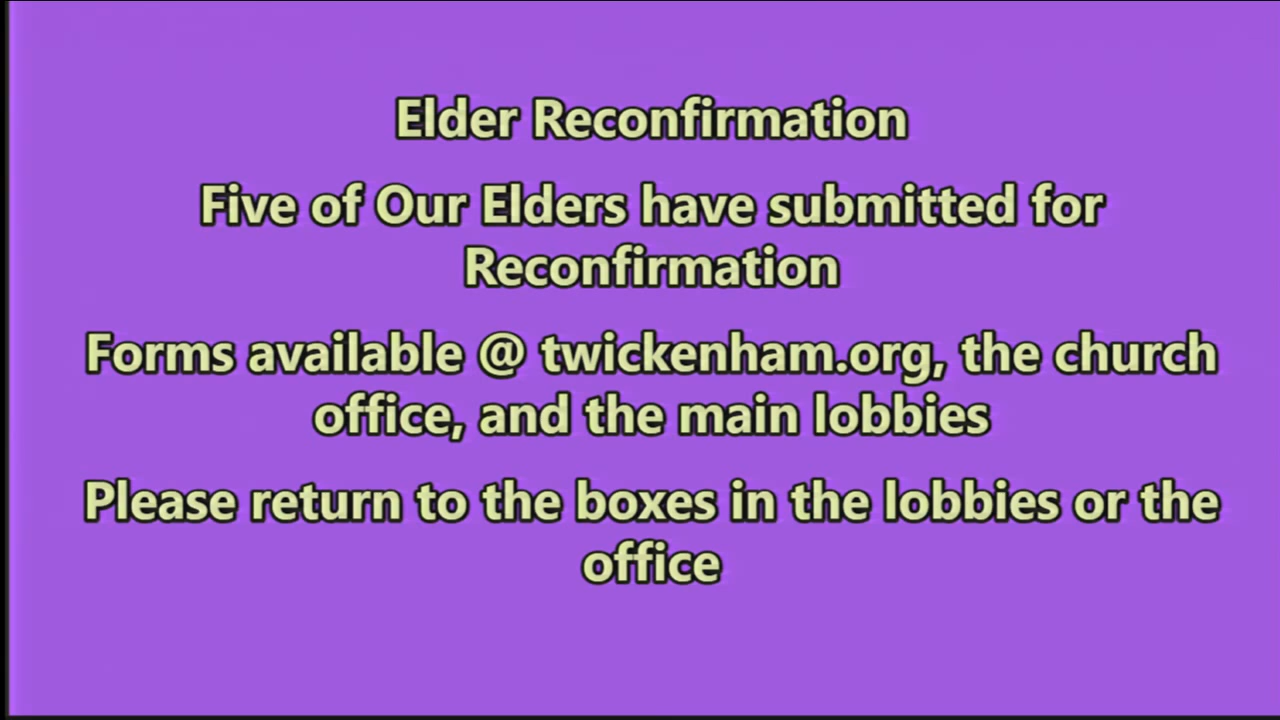 Elder Reconfirmation
Five of Our Elders have submitted for
Reconfirmation
Forms available @ twickenham.org, the church
office, and the main lobbies
Please return to the boxes in the lobbies or the
office